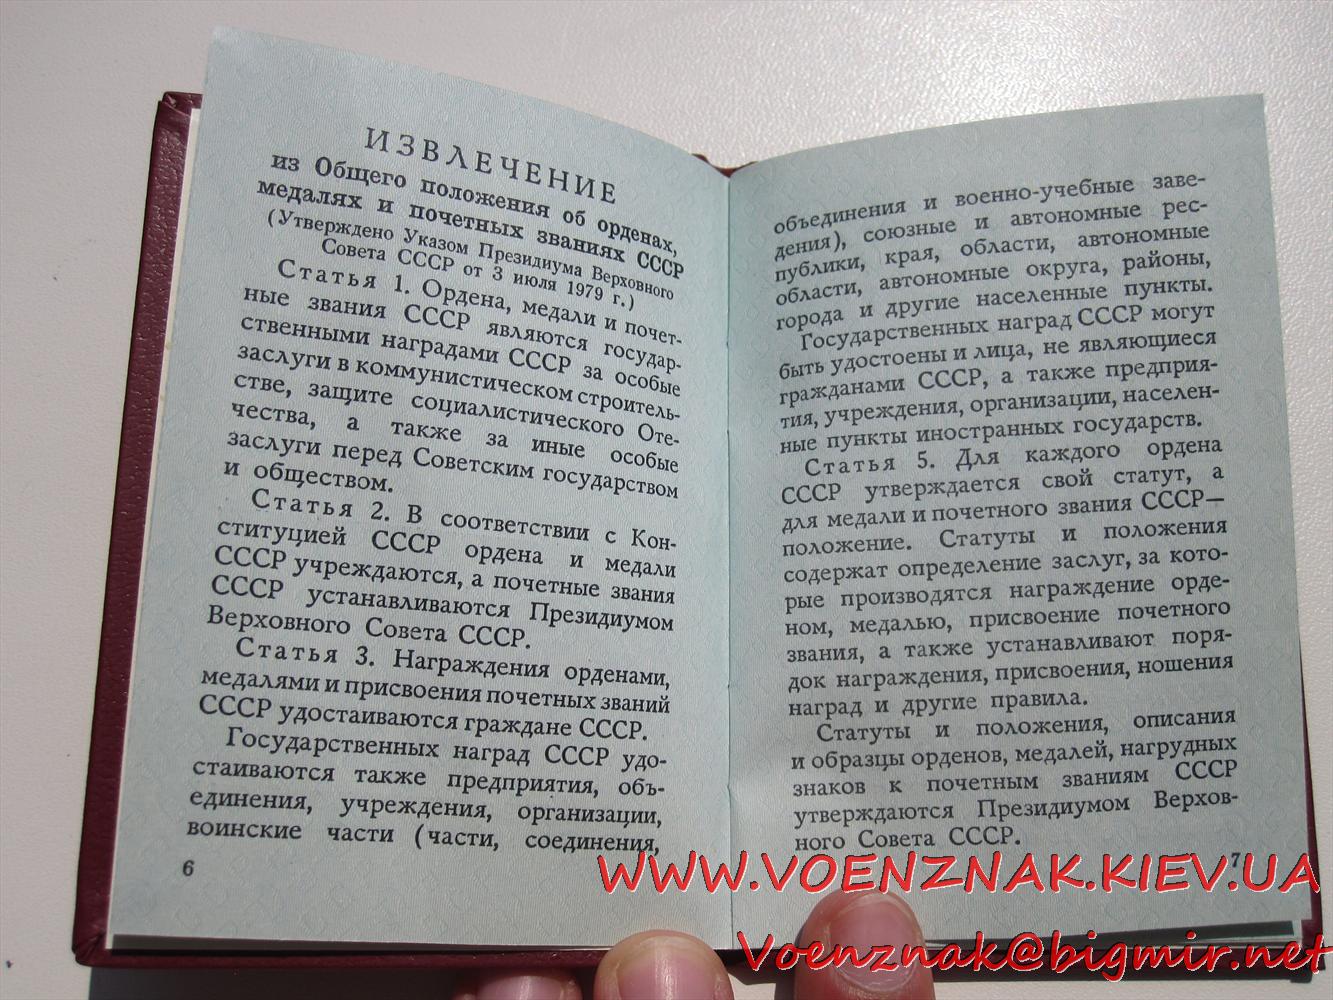 ИЗВЛЕЧЕНИЕ
из Общего положения об орденах,
медалях и почетных званиях СССР
(Утверждено Указом Президиума Верховного
Совета СССР от 3 июля 1979 г.)
Статья 1. Ордена, медали и почет-
ные звания СССР являются государ-
ственными наградами СССР за особые
заслуги в коммунистическом строитель-
стве, защите социалистического Оте-
чества, а также за иные особые
заслуги перед Советским государством
и обществом.
Статья 2. В соответствии с Кон-
ституцией СССР ордена и медали
СССР учреждаются, а почетные звания
СССР устанавливаются Президиумом
Верховного Совета СССР.
Статья 3. Награждения орденами,
медалями и присвоения почетных званий
СССР удостаиваются граждане СССР.
Государственных наград СССР удо-
стаиваются также предприятия, объ-
единения, учреждения, организации,
воинские части (части, соединения,
6
объединения и военно-учебные заве-
дения), союзные и автономные рес-
публики, края, области, автономные
области, автономные округа, районы,
города и другие населенные пункты.
Государственных наград СССР могут
быть удостоены и лица, не являющиеся
гражданами СССР, а также предприя-
тия, учреждения, организации, населен-
ные пункты иностранных государств.
Статья 5. Для каждого ордена
СССР утверждается свой статут, а
для медали и почетного звания СССР—
положение. Статуты и положения
содержат определение заслуг, за кото-
рые производятся награждение орде-
ном, медалью, присвоение почетного
звания, а также устанавливают поря-
док награждения, присвоения, ношения
наград и другие правила.
Статуты и положения, описания
и образцы орденов, медалей, нагрудных
знаков к почетным званиям СССР
утверждаются Президиумом Верхов-
ного Совета СССР.
7
WWW.VOENZNAK.KIEV.UA
Voenznak@bigmir.net